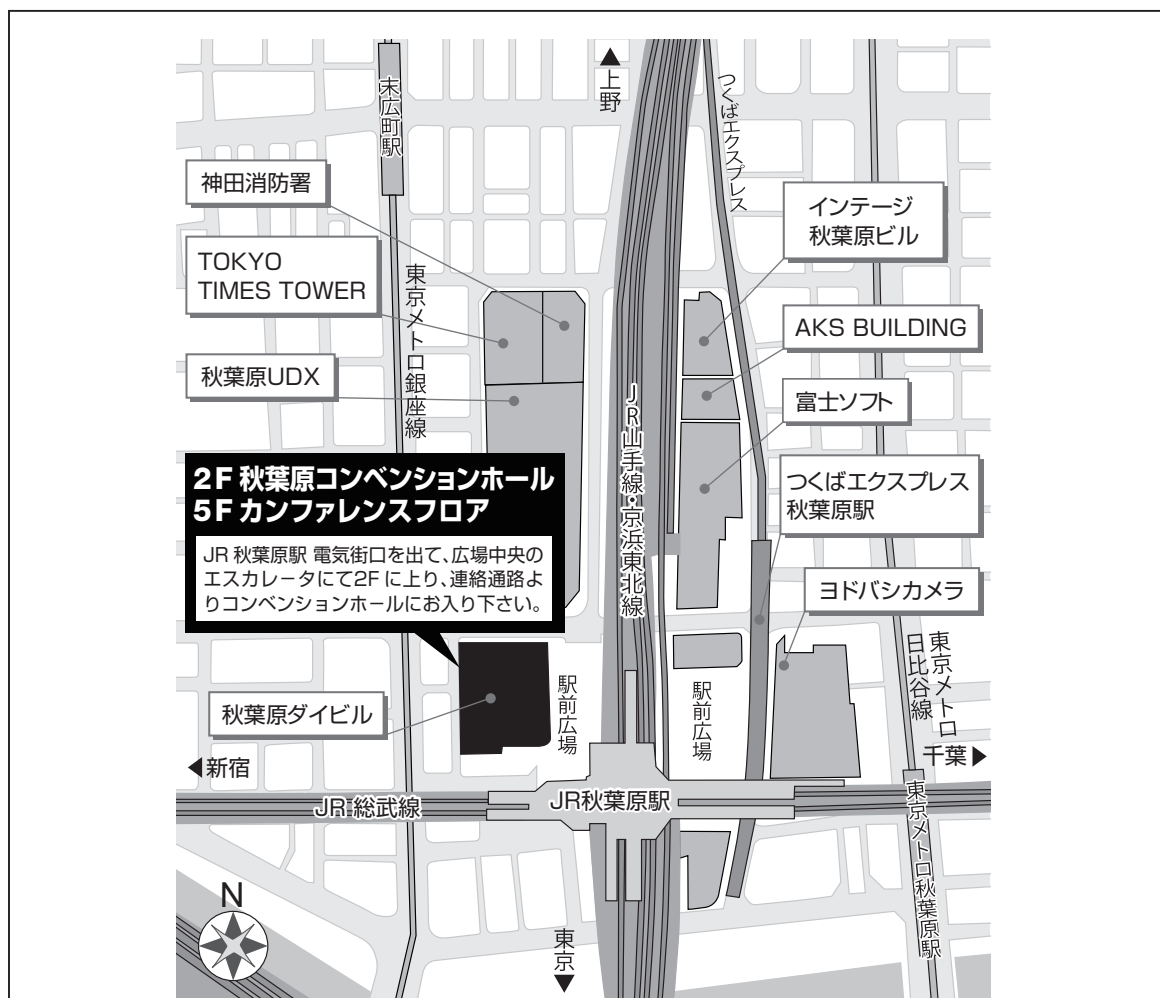 ▲上野
末広町駅
つくばエクスプレス
神田消防署
TOKYO
TIMES TOWER
秋葉原UDX
東京メトロ銀座線
インテージ
秋葉原ビル
AKS BUILDING
富士ソフト
つくばエクスプレス
秋葉原駅
ヨドバシカメラ
JR山手線・京浜東北線
2F 秋葉原コンベンションホール
5F カンファレンスフロア
JR 秋葉原駅 電気街口を出て、広場中央の
エスカレータにて2F に上り、連絡通路よ
りコンベンションホールにお入り下さい。
秋葉原ダイビル
駅前広場
駅前広場
東京メトロ
日比谷線
◀新宿
千葉▶
JR 総武線
JR秋葉原駅
東京メトロ秋葉原駅
N
東京▼